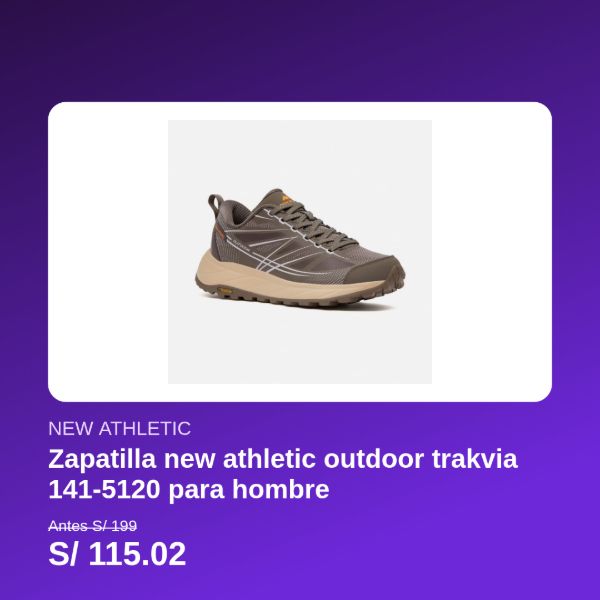 NEW ATHLETIC
Zapatilla new athletic outdoor trakvia
141-5120 para hombre
Antes S/ 199
S/ 115.02